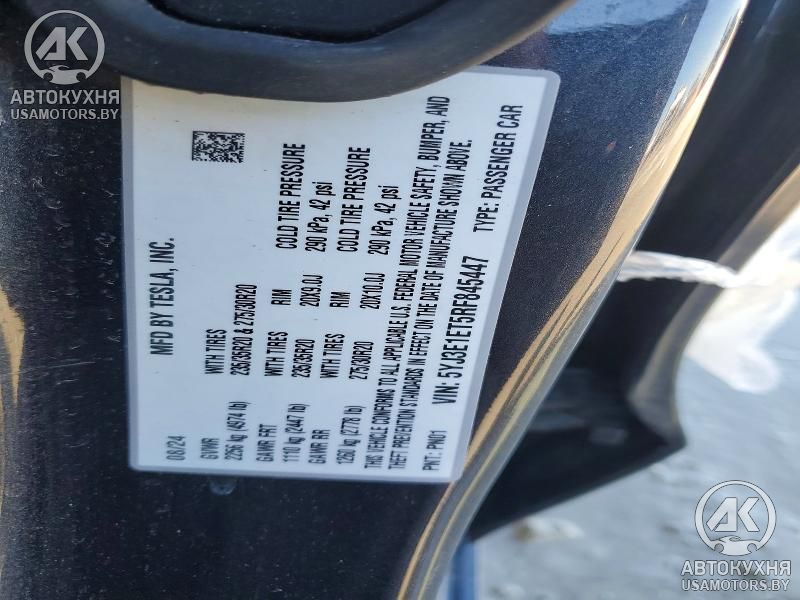 AK
АВТОКУХНЯ
USAMOTORS.BY
MFD BY TESLA, INC.
08/24
GVWR WITH TIRES
2256 kg (4974 lb) 235/35R20 & 275/30R20
GAWR FRT WITH TIRES RIM COLD TIRE PRESSURE
1110 kg (2447 lb) 235/35R20 20X9.0J 290 kPa, 42 psi
GAWR RR WITH TIRES RIM COLD TIRE PRESSURE
1260 kg (2778 lb) 275/30R20 20X10.0J 290 kPa, 42 psi
THIS VEHICLE CONFORMS TO ALL APPLICABLE U.S. FEDERAL MOTOR VEHICLE SAFETY, BUMPER, AND
THEFT PREVENTION STANDARDS IN EFFECT ON THE DATE OF MANUFACTURE SHOWN ABOVE.
PNT: PN01 VIN: 5YJ3E1ET5RF845447 TYPE: PASSENGER CAR
AK
АВТОКУХНЯ
USAMOTORS.BY